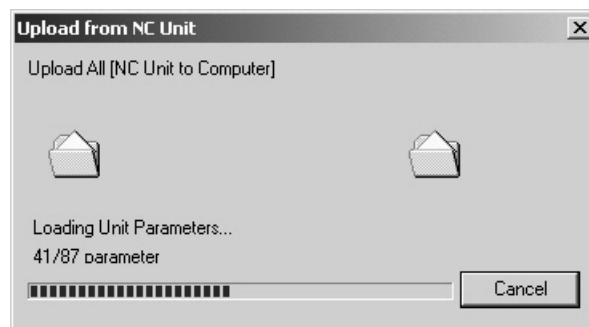 Upload from NC Unit
Upload All [NC Unit to Computer]
Loading Unit Parameters...
41/87 parameter
Cancel